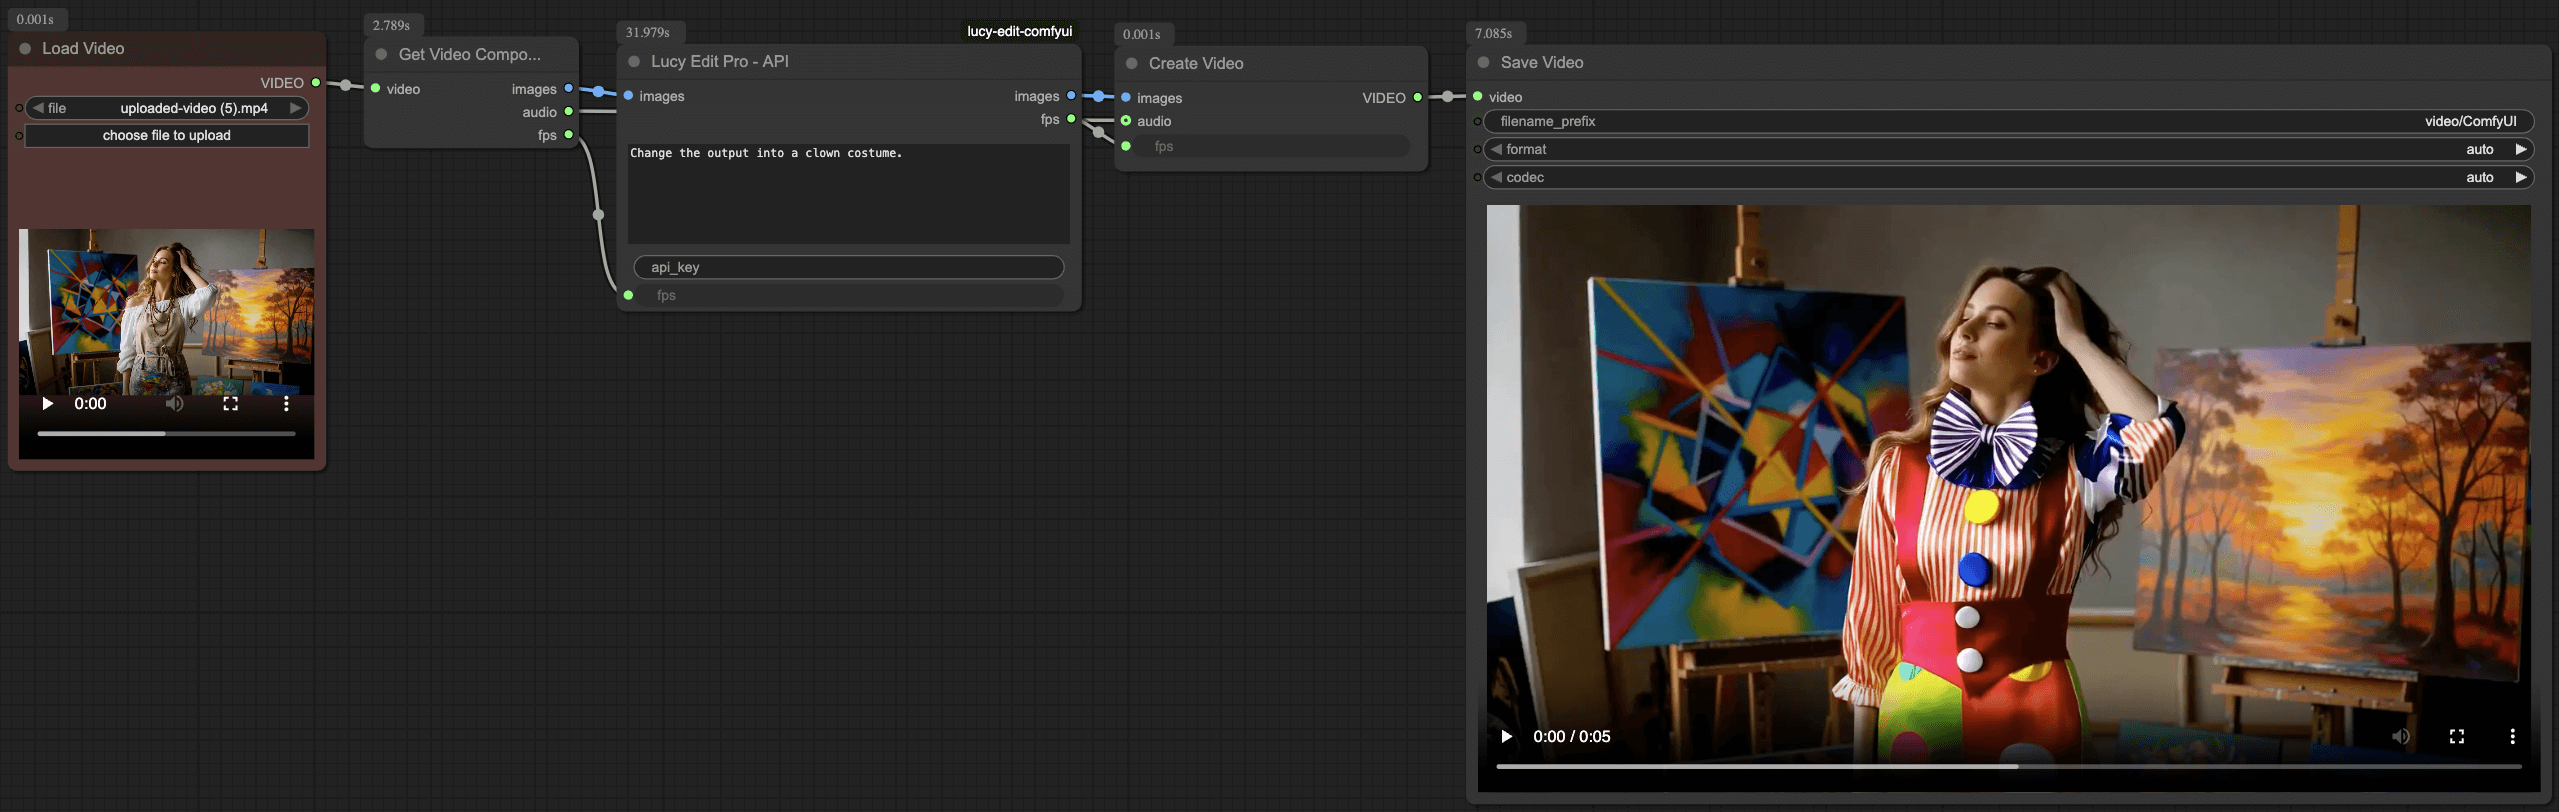 0.001s
Load Video
VIDEO
file uploaded-video (5).mp4
choose file to upload
0:00
2.789s
Get Video Compo...
video images
audio
fps
31.979s lucy-edit-comfyui
Lucy Edit Pro - API
images images
fps
Change the output into a clown costume.
api_key
fps
0.001s
Create Video
images VIDEO
audio
fps
7.085s
Save Video
video
filename_prefix video/ComfyUI
format auto
codec auto
0:00 / 0:05